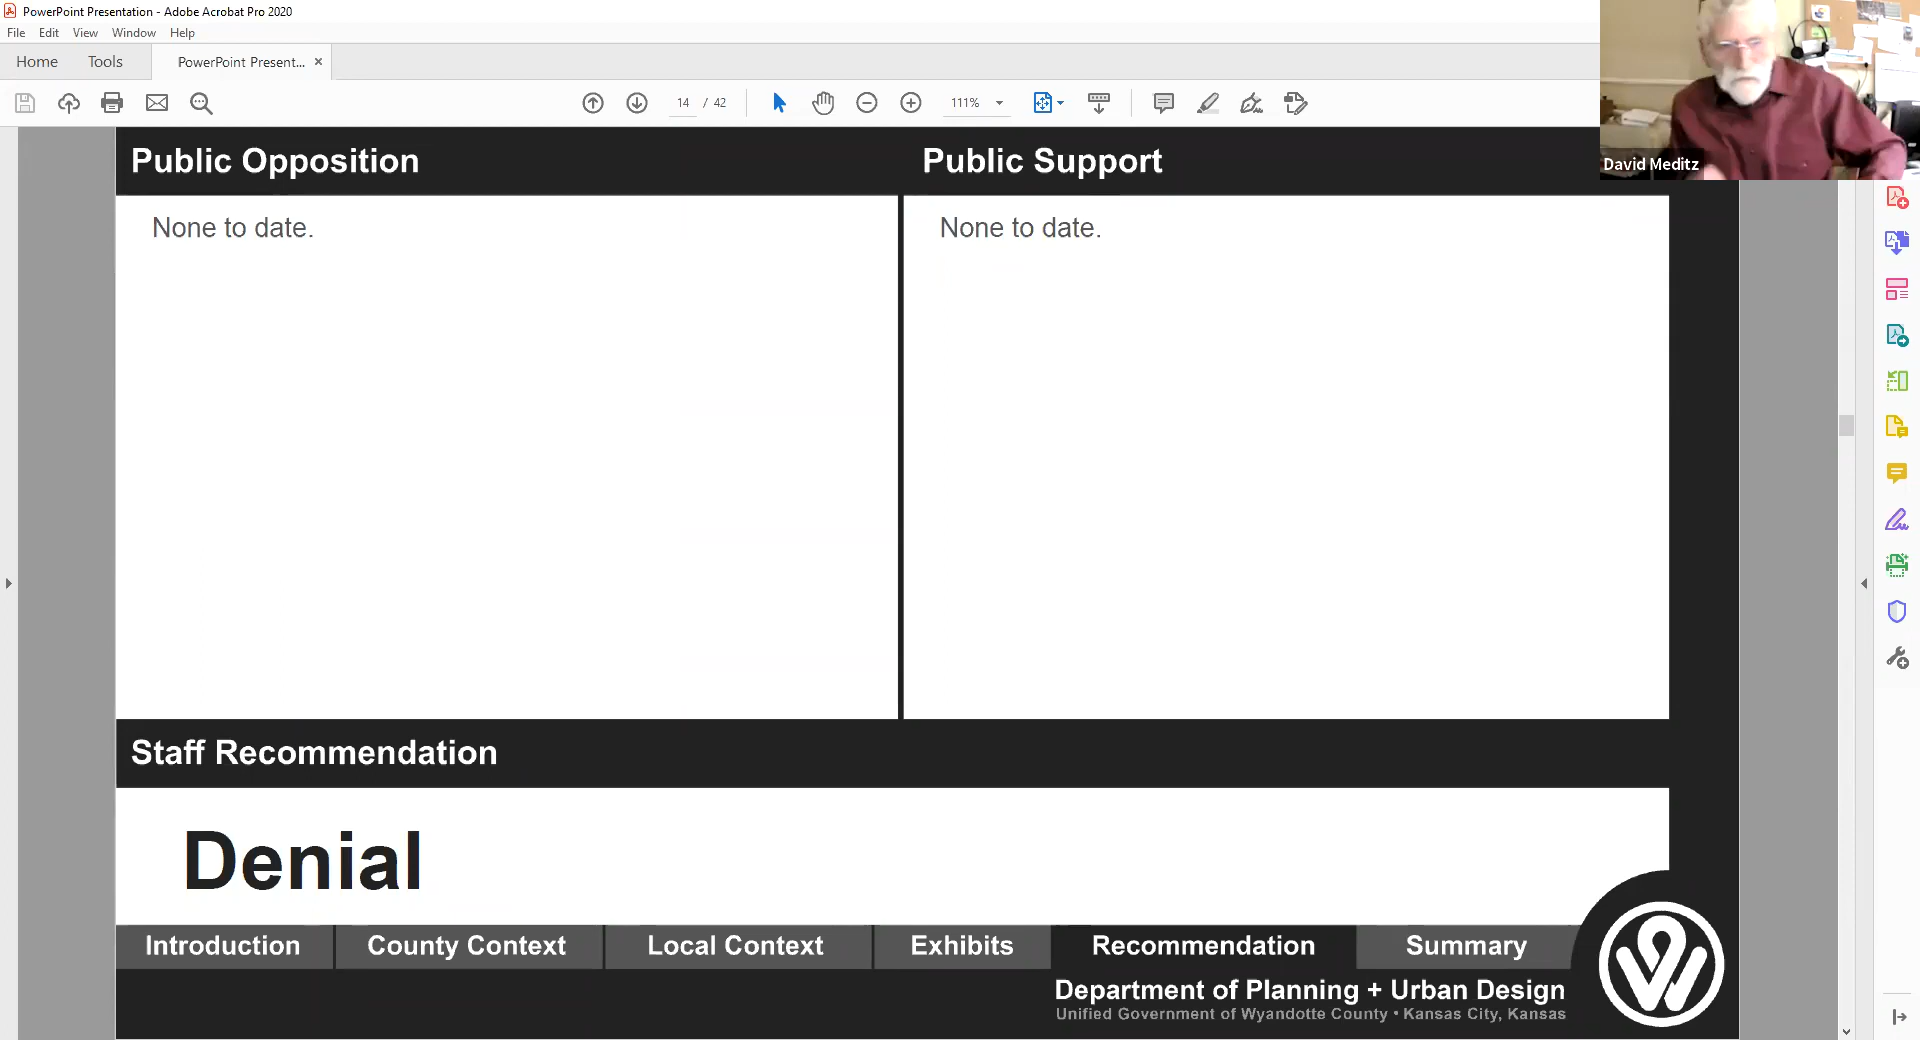 PowerPoint Presentation - Adobe Acrobat Pro 2020
File Edit View Window Help
Home Tools PowerPoint Present... ×
14 / 42 111%
David Meditz
Public Opposition Public Support
None to date. None to date.
Staff Recommendation
Denial
Introduction County Context Local Context Exhibits Recommendation Summary
Department of Planning + Urban Design
Unified Government of Wyandotte County • Kansas City, Kansas